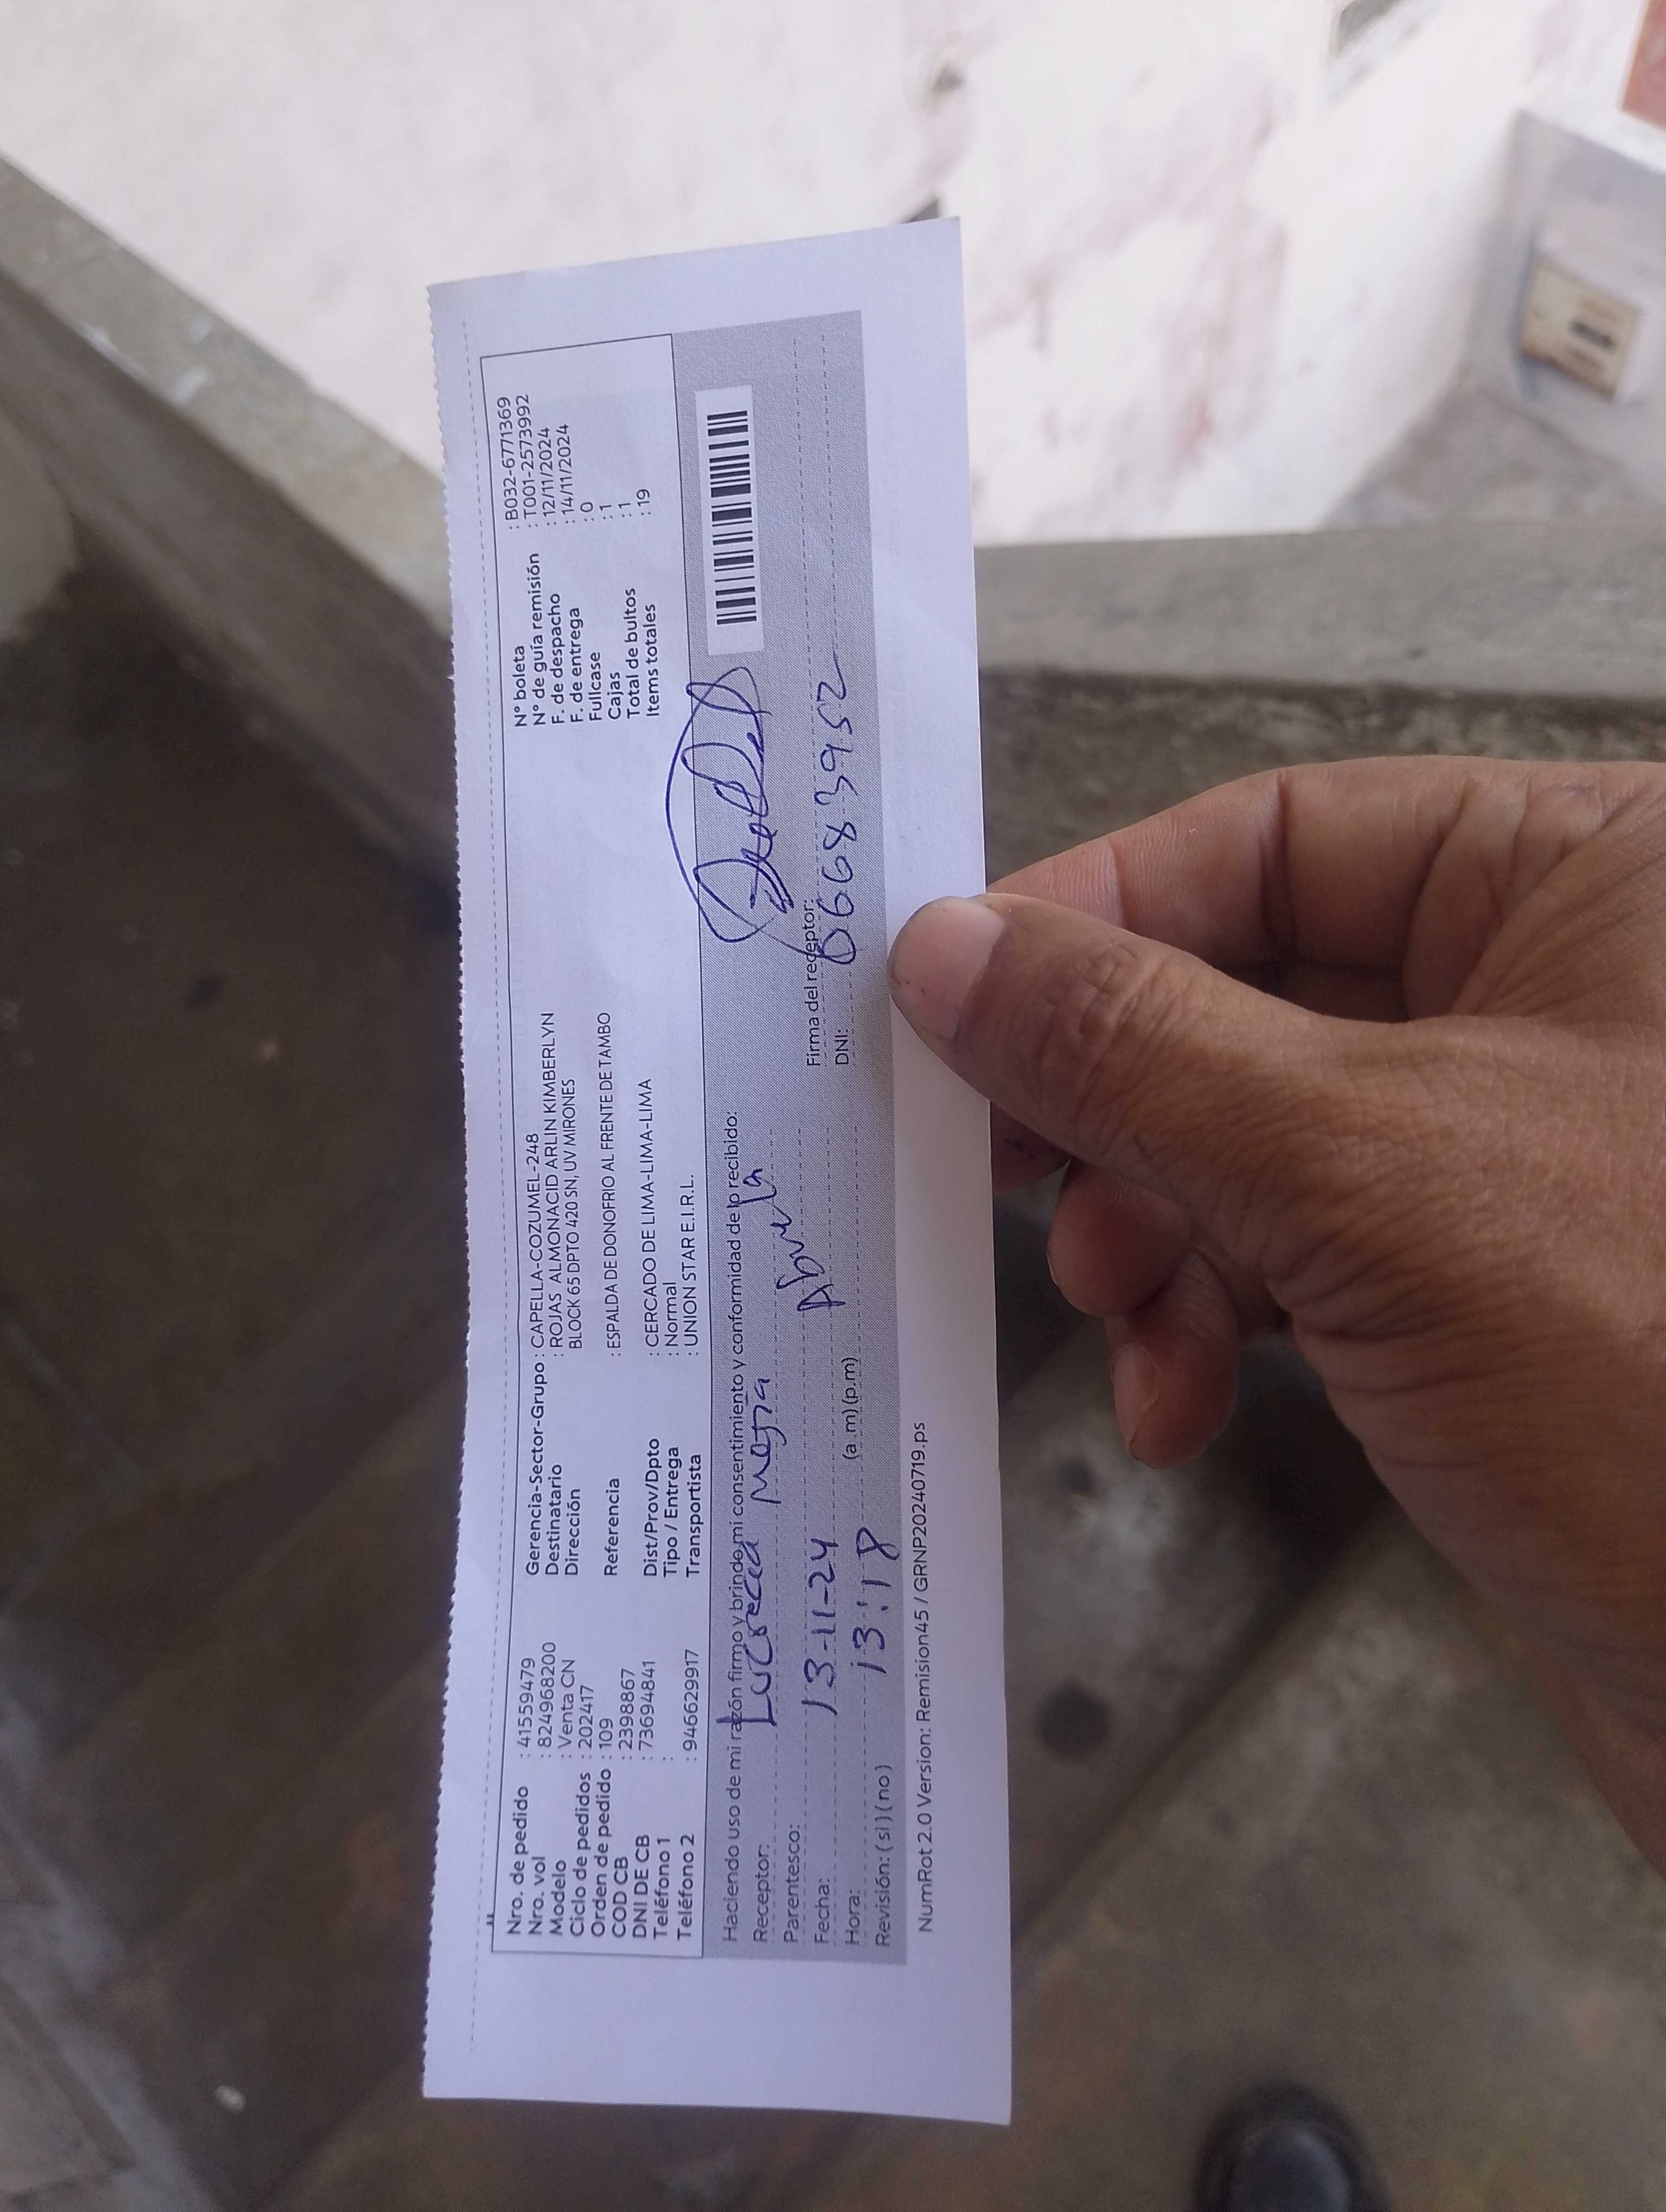 Nro. de pedido : 41559479
Nro. vol : 824968200
Modelo : Venta CN
Ciclo de pedidos : 202417
Orden de pedido : 109
COD CB : 2398867
DNI DE CB : 73694841
Teléfono 1 :
Teléfono 2 : 946629917
Gerencia-Sector-Grupo : CAPELLA-COZUMEL-248
Destinatario : ROJAS ALMONACID ARLIN KIMBERLYN
Dirección BLOCK 65 DPTO 420 SN, UV MIRONES
Referencia : ESPALDA DE DONOFRIO AL FRENTE DE TAMBO
Dist/Prov/Dpto : CERCADO DE LIMA-LIMA-LIMA
Tipo / Entrega : Normal
Transportista : UNION STAR E.I.R.L.
N° boleta : B032-6771369
N° de guía remisión : T001-2573992
F. de despacho : 12/11/2024
F. de entrega : 14/11/2024
Fullcase : 0
Cajas : 1
Total de bultos : 1
Items totales : 19
Haciendo uso de mi razón firmo y brindo mi consentimiento y conformidad de lo recibido:
Receptor: Lucrecia Mejia
Parentesco: Abuela
Fecha: 13-11-24
Hora: 13:18 (a.m) (p.m)
Revisión: (si) (no)
Firma del receptor:
DNI: 06683952
NumRot 2.0 Version: Remision45 / GRNP20240719.ps